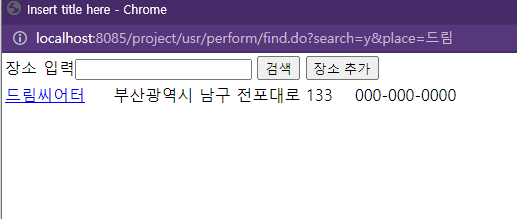 Insert title here - Chrome
localhost:8085/project/usr/perform/find.do?search=y&place=드림
장소 입력 검색 장소 추가
드림씨어터 부산광역시 남구 전포대로 133 000-000-0000